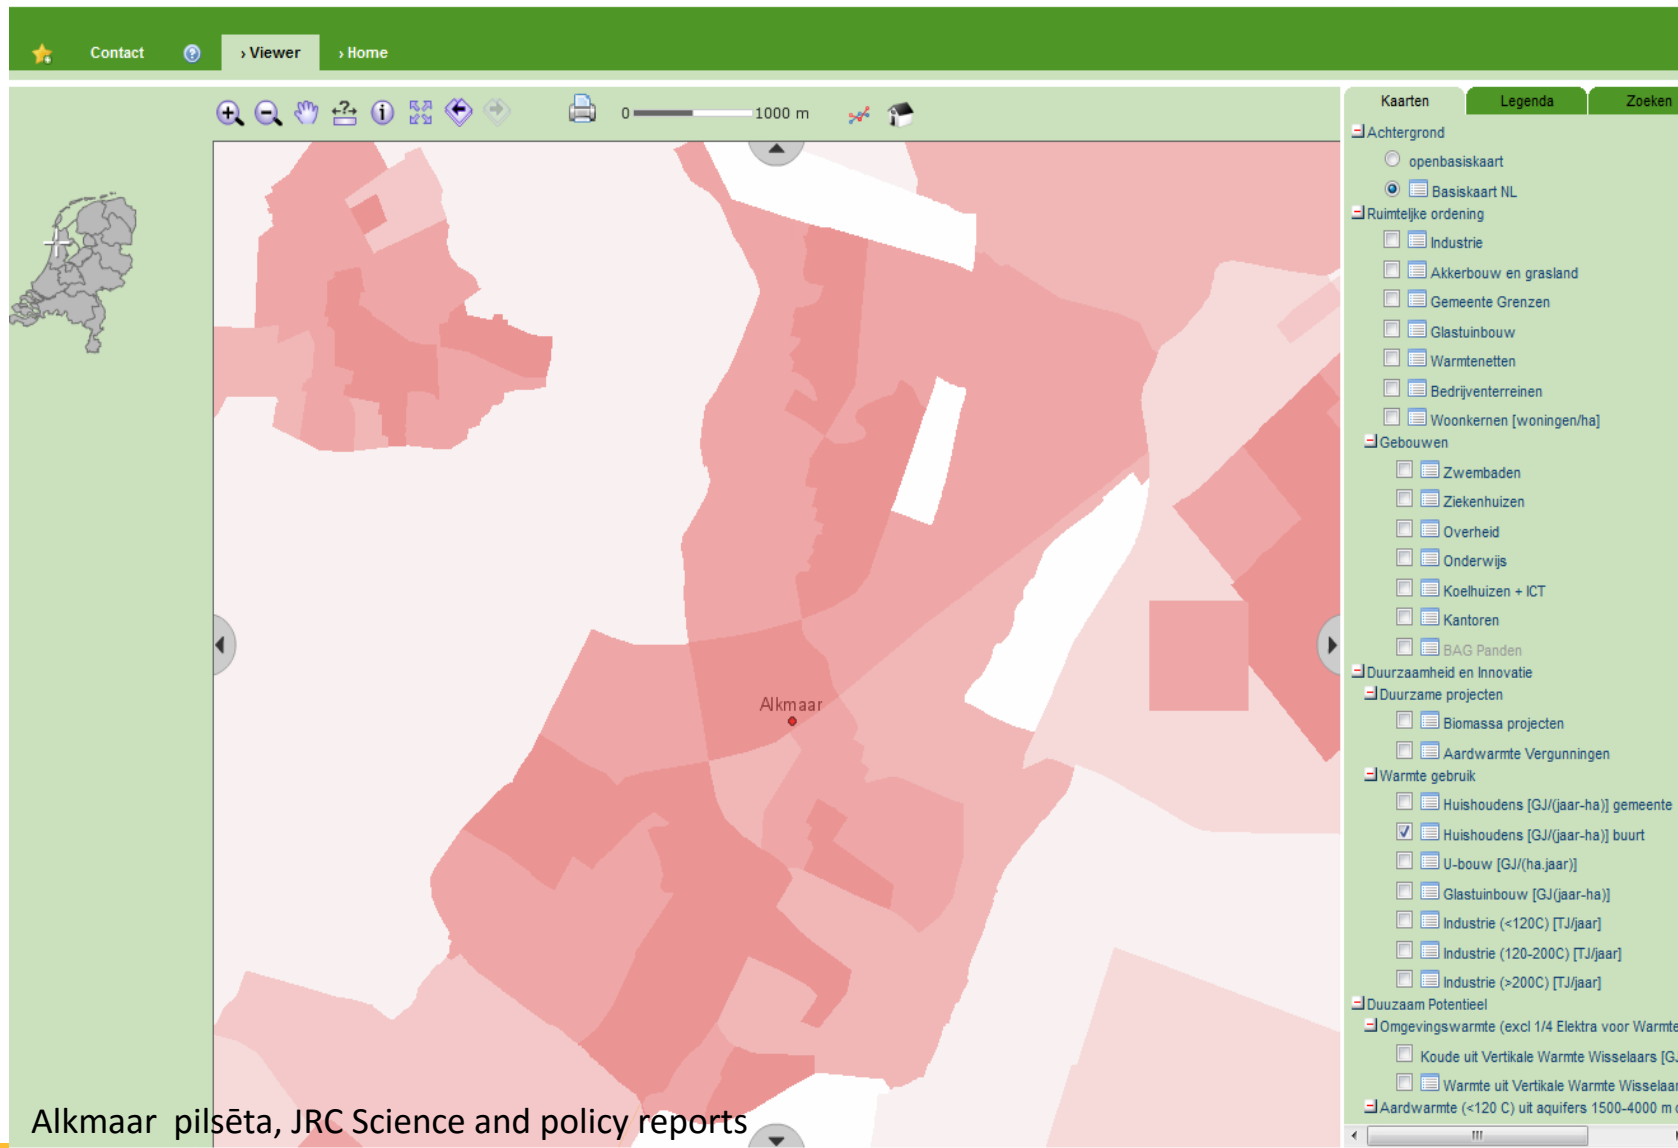 Contact
› Viewer
› Home
0
1000 m
Kaarten
Legenda
Zoeken
Achtergrond
openbasiskaart
Basiskaart NL
Ruimtelijke ordening
Industrie
Akkerbouw en grasland
Gemeente Grenzen
Glastuinbouw
Warmtenetten
Bedrijventerreinen
Woonkernen [woningen/ha]
Gebouwen
Zwembaden
Ziekenhuizen
Overheid
Onderwijs
Koelhuizen + ICT
Kantoren
BAG Panden
Duurzaamheid en Innovatie
Duurzame projecten
Biomassa projecten
Aardwarmte Vergunningen
Warmte gebruik
Huishoudens [GJ/(jaar-ha)] gemeente
Huishoudens [GJ/(jaar-ha)] buurt
U-bouw [GJ/(ha.jaar)]
Glastuinbouw [GJ(jaar-ha)]
Industrie (<120C) [TJ/jaar]
Industrie (120-200C) [TJ/jaar]
Industrie (>200C) [TJ/jaar]
Duuzaam Potentieel
Omgevingswarmte (excl 1/4 Elektra voor Warmte
Koude uit Vertikale Warmte Wisselaars [GJ
Warmte uit Vertikale Warmte Wisselaar
Aardwarmte (<120 C) uit aquifers 1500-4000 m
Alkmaar
Alkmaar pilsēta, JRC Science and policy reports